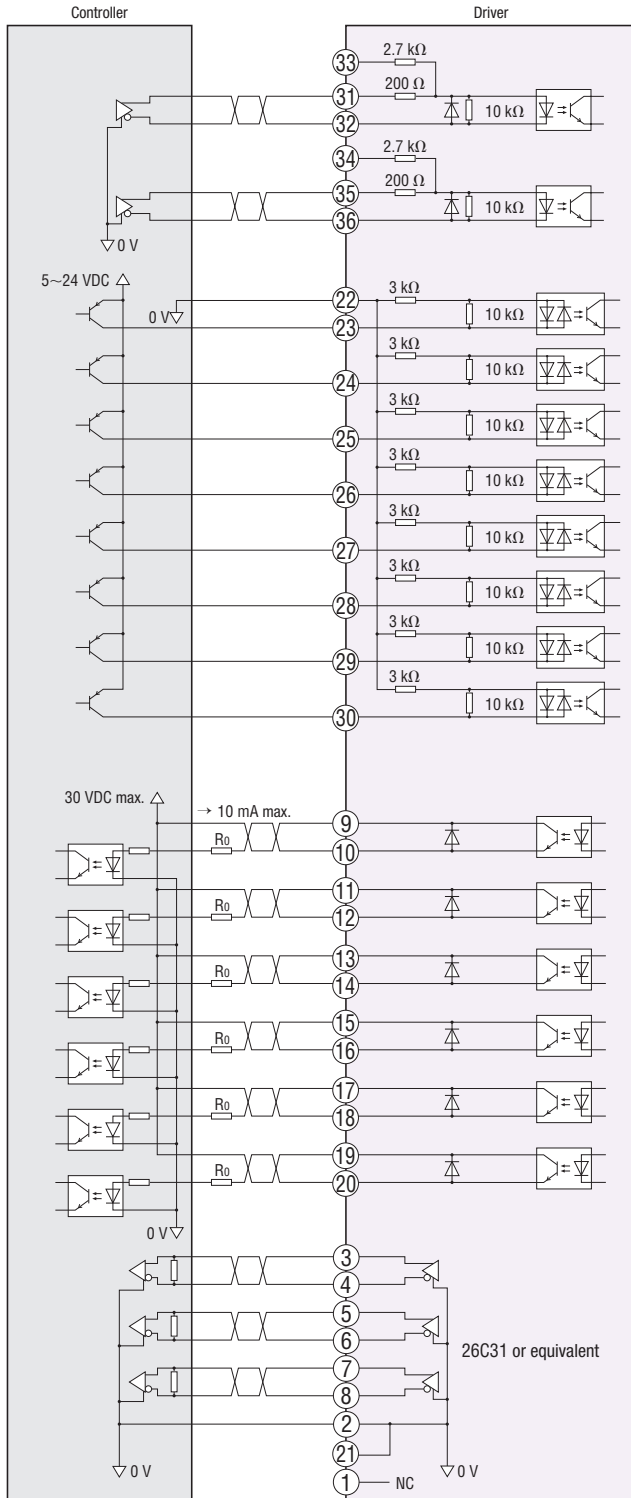 Controller Driver
33 2.7 kΩ
31 200 Ω
32 10 kΩ
34 2.7 kΩ
35 200 Ω
36 10 kΩ
0 V
5~24 VDC
0 V 22 3 kΩ
23 10 kΩ
3 kΩ
24 10 kΩ
3 kΩ
25 10 kΩ
3 kΩ
26 10 kΩ
3 kΩ
27 10 kΩ
3 kΩ
28 10 kΩ
3 kΩ
29 10 kΩ
3 kΩ
30 10 kΩ
30 VDC max.
→ 10 mA max.
9
R0 10
11
R0 12
13
R0 14
15
R0 16
17
R0 18
19
R0 20
0 V
3
4
5
6 26C31 or equivalent
7
8
2
21
0 V 0 V
1 NC